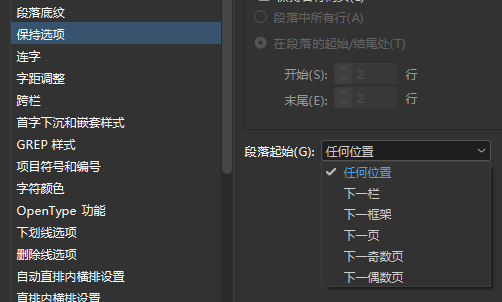 段落底纹
保持选项
连字
字距调整
跨栏
首字下沉和嵌套样式
GREP 样式
项目符号和编号
字符颜色
OpenType 功能
下划线选项
删除线选项
自动直排内横排设置
直排内横排设置
段落中所有行(A)
在段落的起始/结尾处(T)
开始(S): 2 行
末尾(E): 2 行
段落起始(G): 任何位置
任何位置
下一栏
下一框架
下一页
下一奇数页
下一偶数页